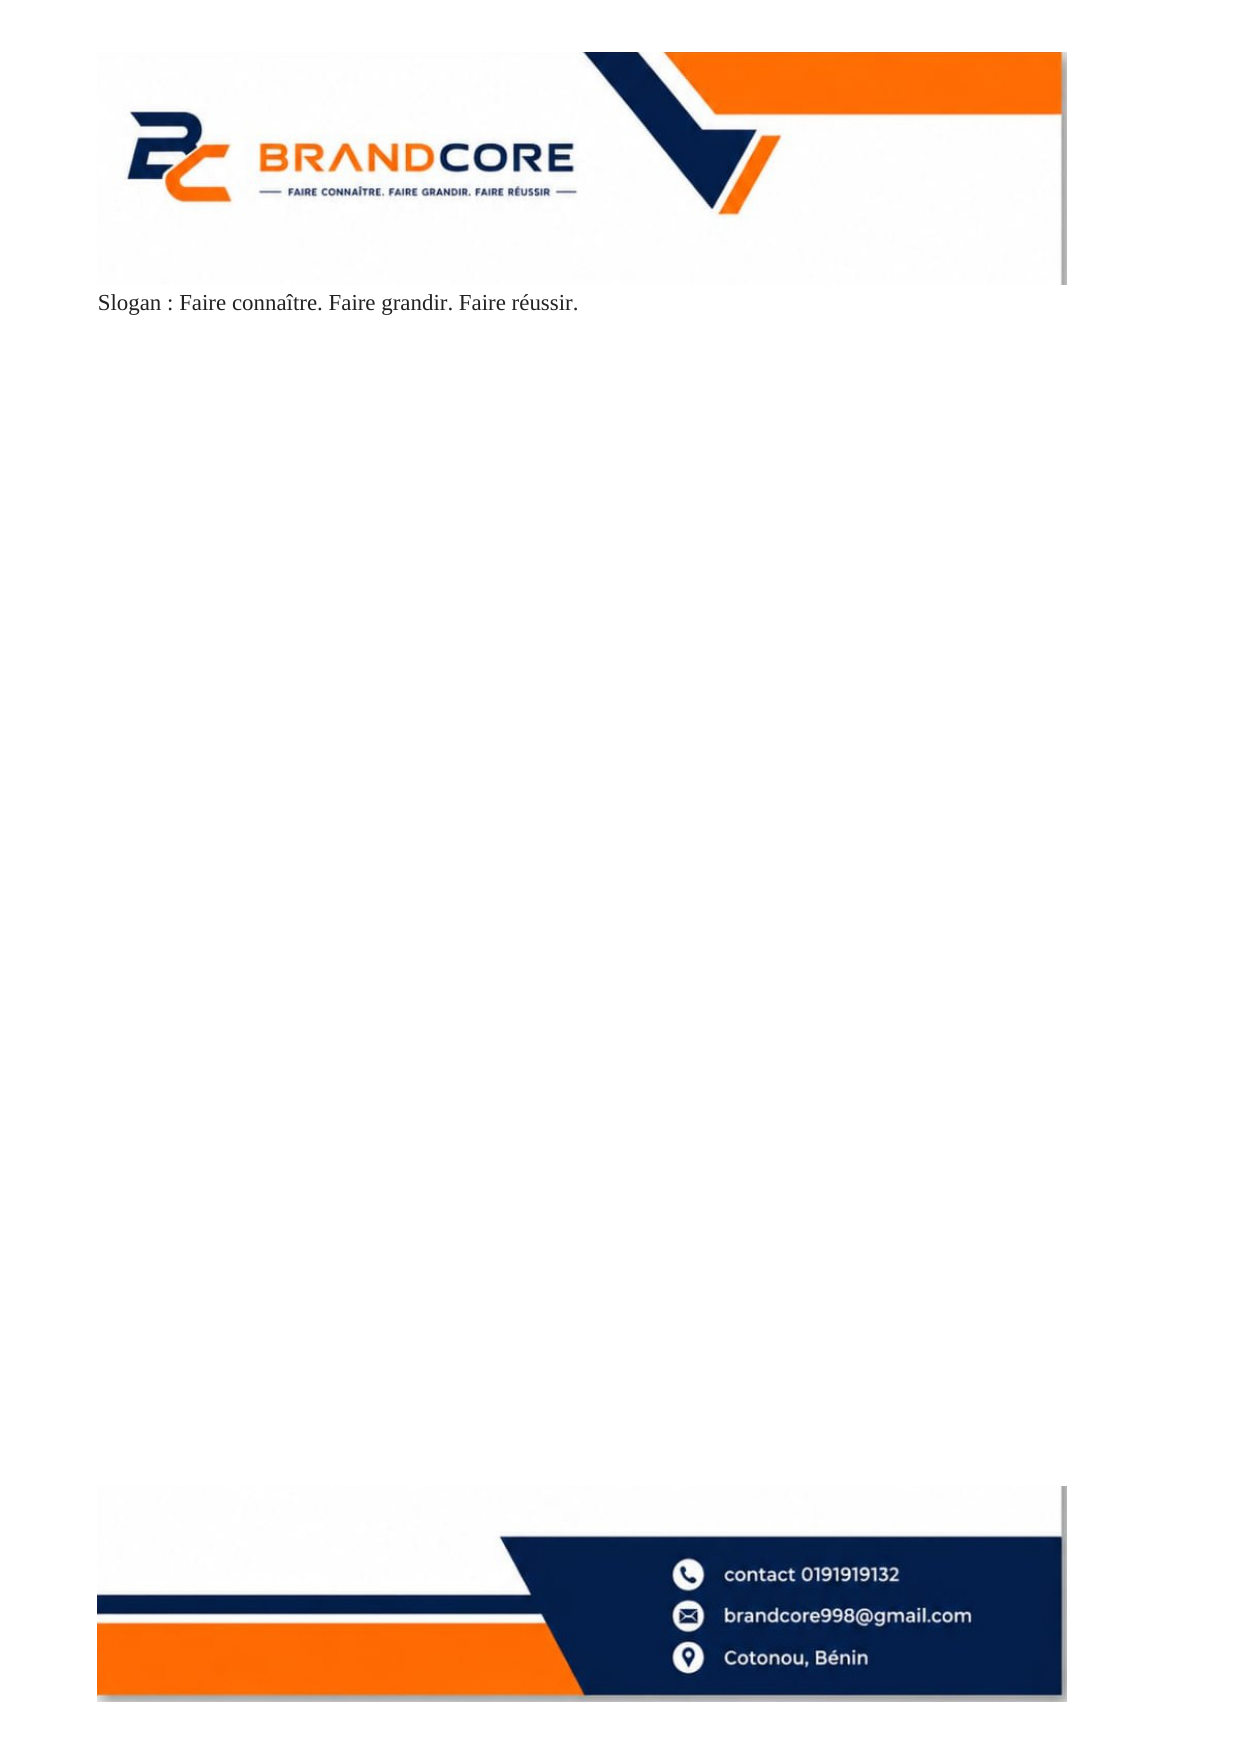 BC BRANDCORE
FAIRE CONNAÎTRE. FAIRE GRANDIR. FAIRE RÉUSSIR
Slogan : Faire connaître. Faire grandir. Faire réussir.
contact 0191919132
brandcore998@gmail.com
Cotonou, Bénin